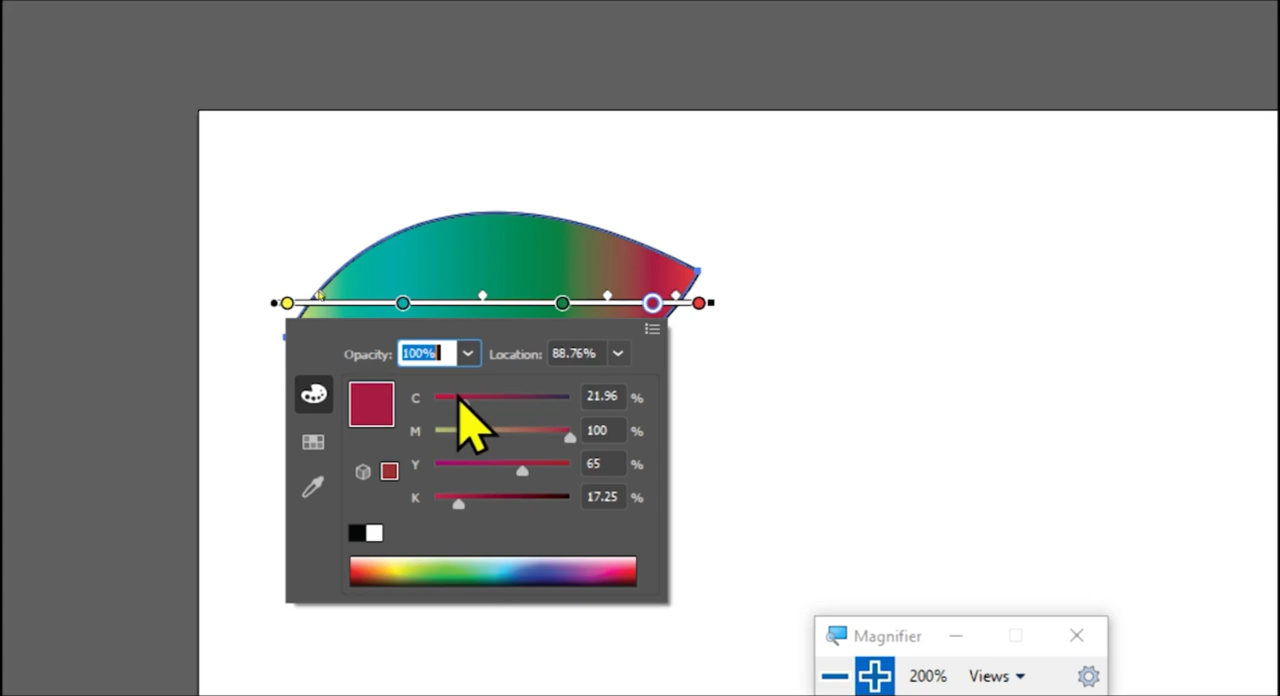 Opacity: 100% Location: 88.76%
C 21.96 %
M 100 %
Y 65 %
K 17.25 %
Magnifier
200% Views